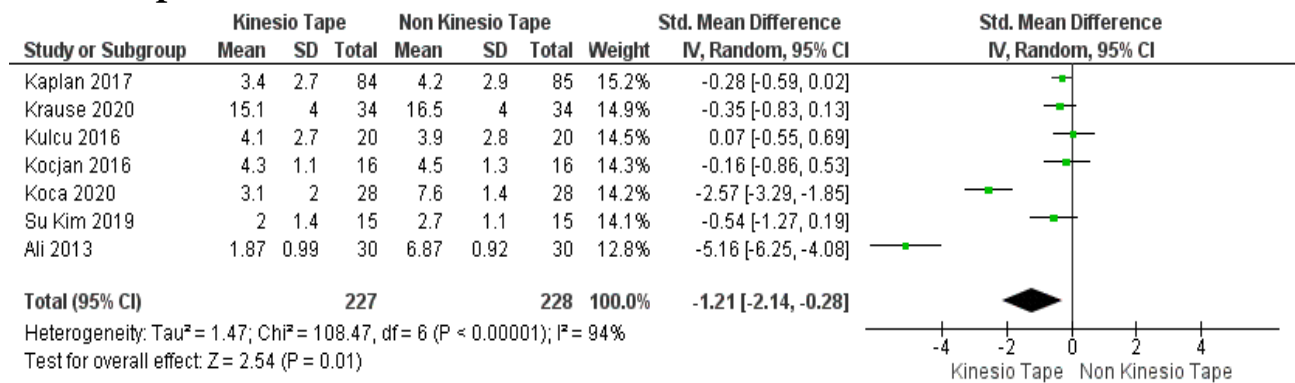 Kinesio Tape Non Kinesio Tape Std. Mean Difference Std. Mean Difference
Study or Subgroup Mean SD Total Mean SD Total Weight IV, Random, 95% CI IV, Random, 95% CI
Kaplan 2017 3.4 2.7 84 4.2 2.9 85 15.2% -0.28 [-0.59, 0.02]
Krause 2020 15.1 4 34 16.5 4 34 14.9% -0.35 [-0.83, 0.13]
Kulcu 2016 4.1 2.7 20 3.9 2.8 20 14.5% 0.07 [-0.55, 0.69]
Kocjan 2016 4.3 1.1 16 4.5 1.3 16 14.3% -0.16 [-0.86, 0.53]
Koca 2020 3.1 2 28 7.6 1.4 28 14.2% -2.57 [-3.29, -1.85]
Su Kim 2019 2 1.4 15 2.7 1.1 15 14.1% -0.54 [-1.27, 0.19]
Ali 2013 1.87 0.99 30 6.87 0.92 30 12.8% -5.16 [-6.25, -4.08]
Total (95% CI) 227 228 100.0% -1.21 [-2.14, -0.28]
Heterogeneity: Tau² = 1.47; Chi² = 108.47, df = 6 (P < 0.00001); I² = 94%
Test for overall effect: Z = 2.54 (P = 0.01)
-4 -2 0 2 4
Kinesio Tape Non Kinesio Tape